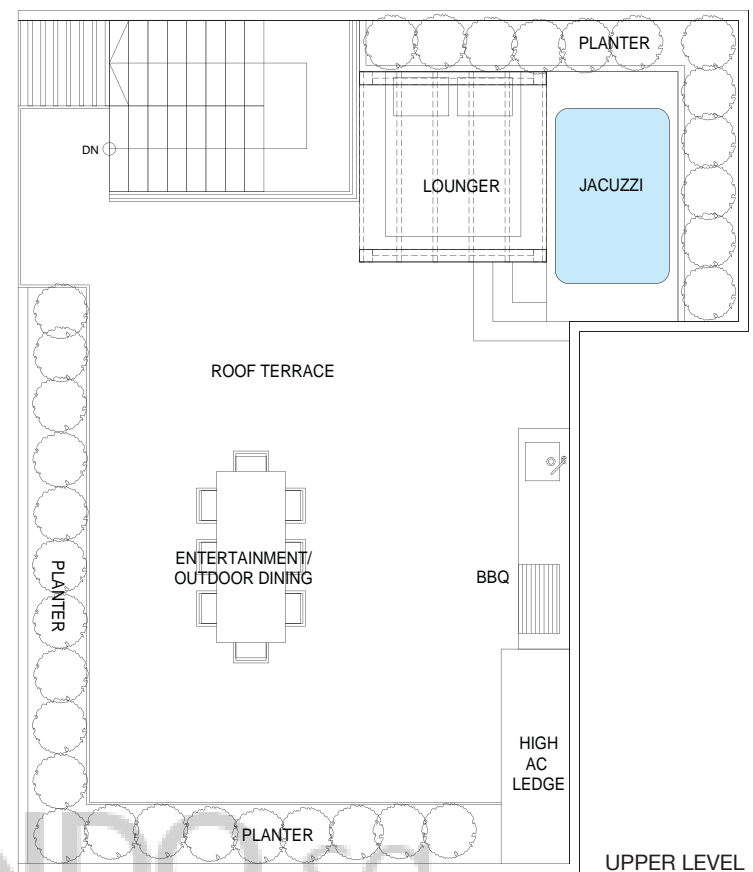 PLANTER
DN
LOUNGER
JACUZZI
ROOF TERRACE
ENTERTAINMENT/
OUTDOOR DINING
PLANTER
BBQ
HIGH
AC
LEDGE
PLANTER
UPPER LEVEL